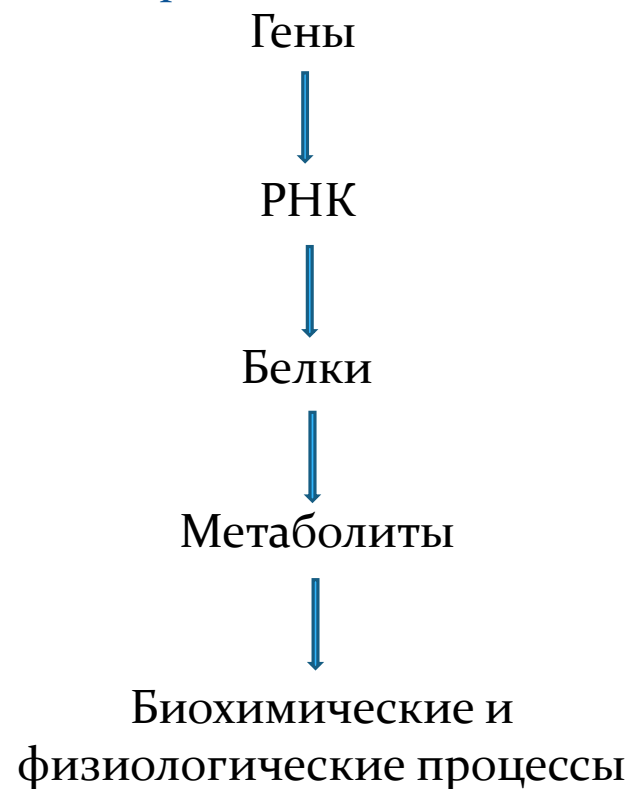 Гены
РНК
Белки
Метаболиты
Биохимические и
физиологические процессы